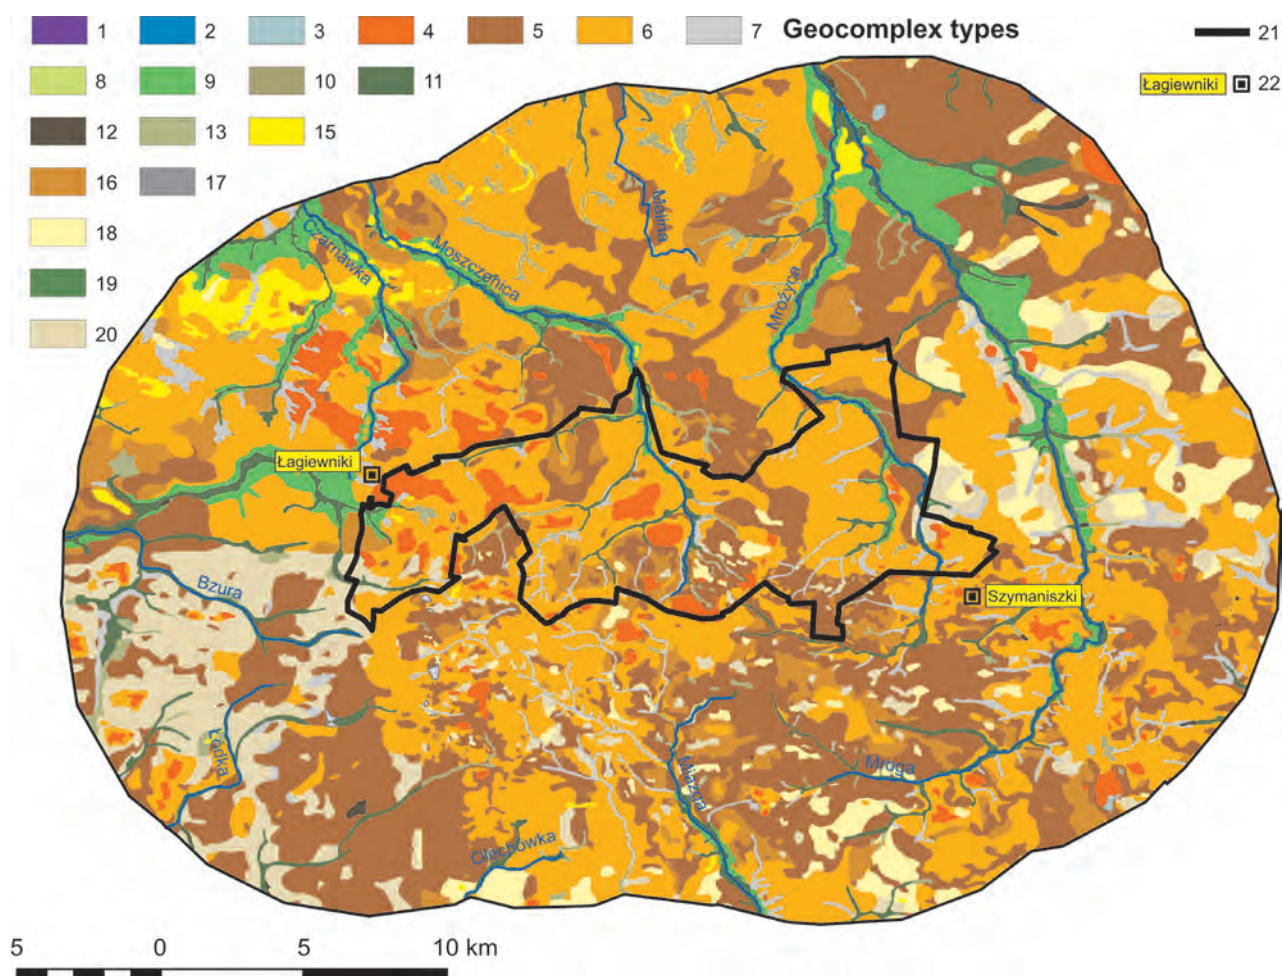 1 2 3 4 5 6 7 Geocomplex types 21
8 9 10 11 Łagiewniki 22
12 13 15
16 17
18
19
20
Czarnawka
Moszczenica
Malina
Mrożyca
Łagiewniki
Bzura
Szymaniszki
Łódka
Miazga
Mroga
Olechówka
5 0 5 10 km